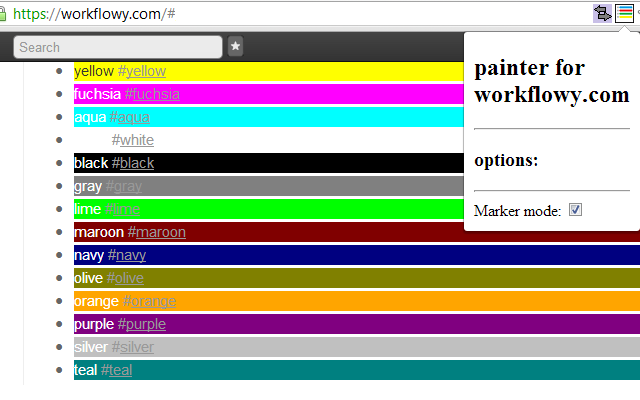 https://workflowy.com/#
Search
yellow #yellow
fuchsia #fuchsia
aqua #aqua
#white
black #black
gray #gray
lime #lime
maroon #maroon
navy #navy
olive #olive
orange #orange
purple #purple
silver #silver
teal #teal
painter for
workflowy.com
options:
Marker mode: